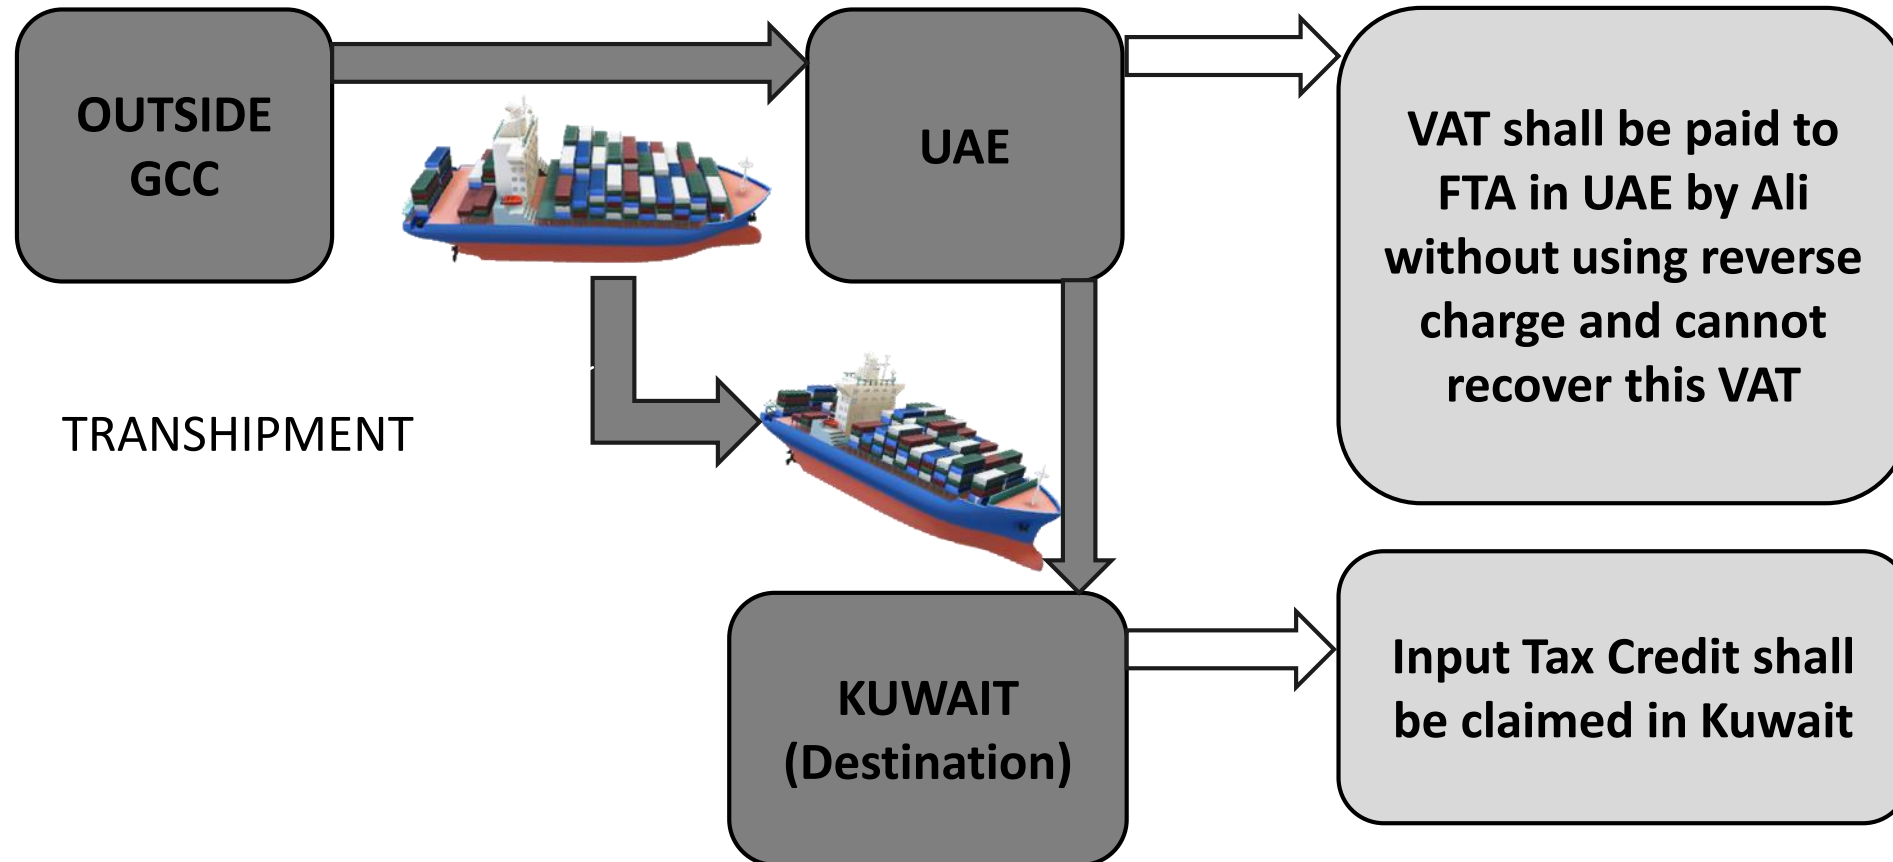 OUTSIDE
GCC
UAE
VAT shall be paid to
FTA in UAE by Ali
without using reverse
charge and cannot
recover this VAT
TRANSHIPMENT
KUWAIT
(Destination)
Input Tax Credit shall
be claimed in Kuwait